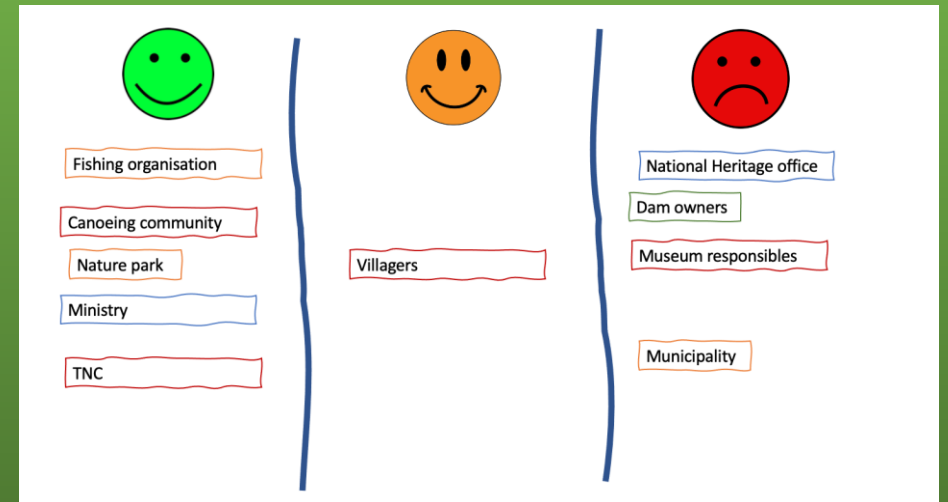 Fishing organisation
Canoeing community
Nature park
Ministry
TNC
Villagers
National Heritage office
Dam owners
Museum responsibles
Municipality